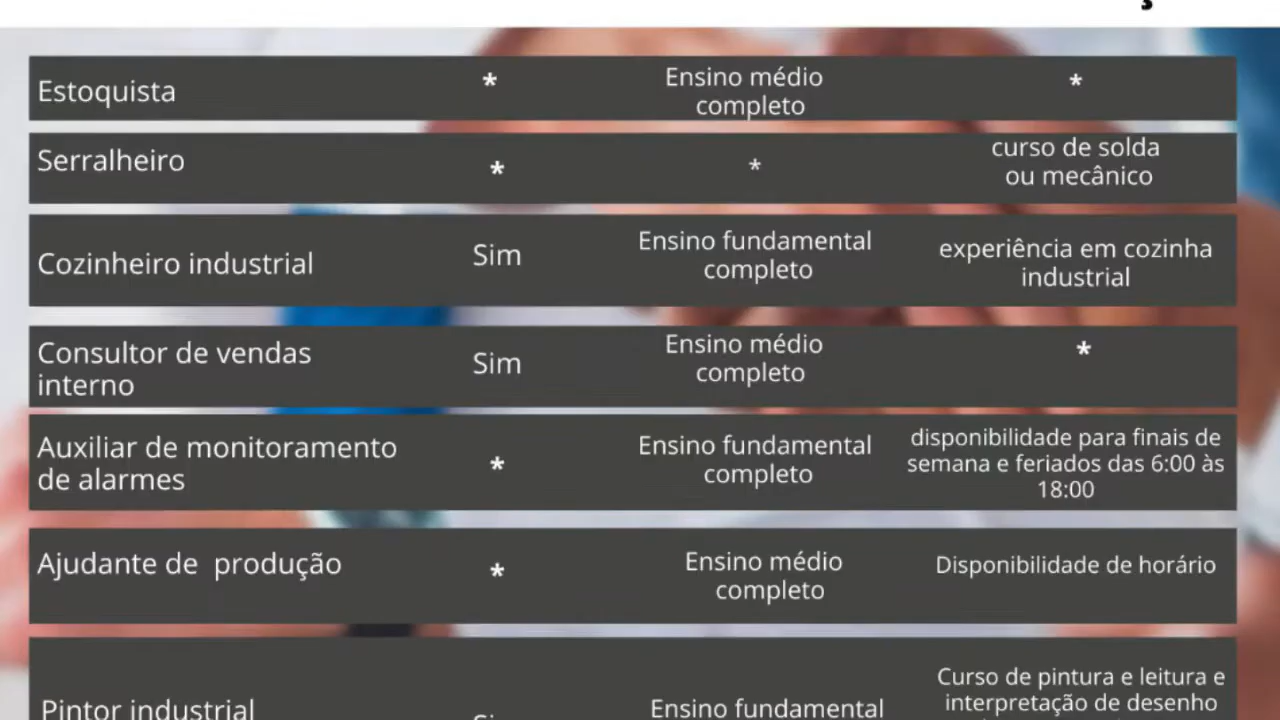 Estoquista
*
Ensino médio
completo
*
Serralheiro
*
*
curso de solda
ou mecânico
Cozinheiro industrial
Sim
Ensino fundamental
completo
experiência em cozinha
industrial
Consultor de vendas
interno
Sim
Ensino médio
completo
*
Auxiliar de monitoramento
de alarmes
*
Ensino fundamental
completo
disponibilidade para finais de
semana e feriados das 6:00 às
18:00
Ajudante de produção
*
Ensino médio
completo
Disponibilidade de horário
Pintor industrial
Ensino fundamental
Curso de pintura e leitura e
interpretação de desenho